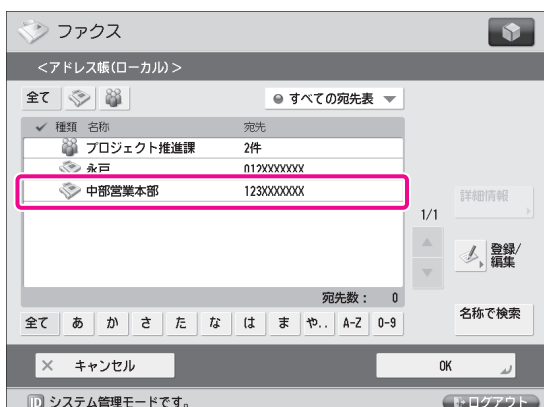 ファクス
<アドレス帳(ローカル)>
全て
すべての宛先表
種類 名称 宛先
プロジェクト推進課 2件
永戸 012XXXXXXX
中部営業本部 123XXXXXXX
詳細情報
1/1
登録/
編集
宛先数: 0
全て あ か さ た な は ま や.. A-Z 0-9
名称で検索
キャンセル
OK
ID システム管理モードです。
ログアウト